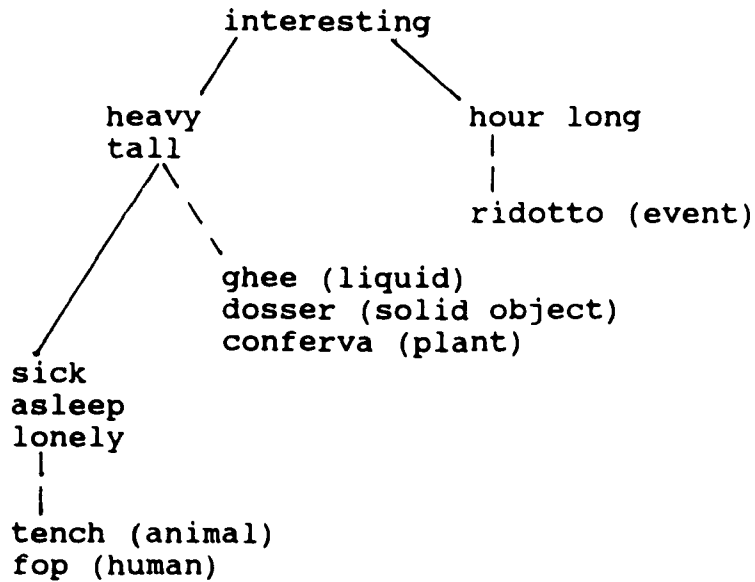 interesting
heavy
tall
hour long
ridotto (event)
ghee (liquid)
dosser (solid object)
conferva (plant)
sick
asleep
lonely
tench (animal)
fop (human)